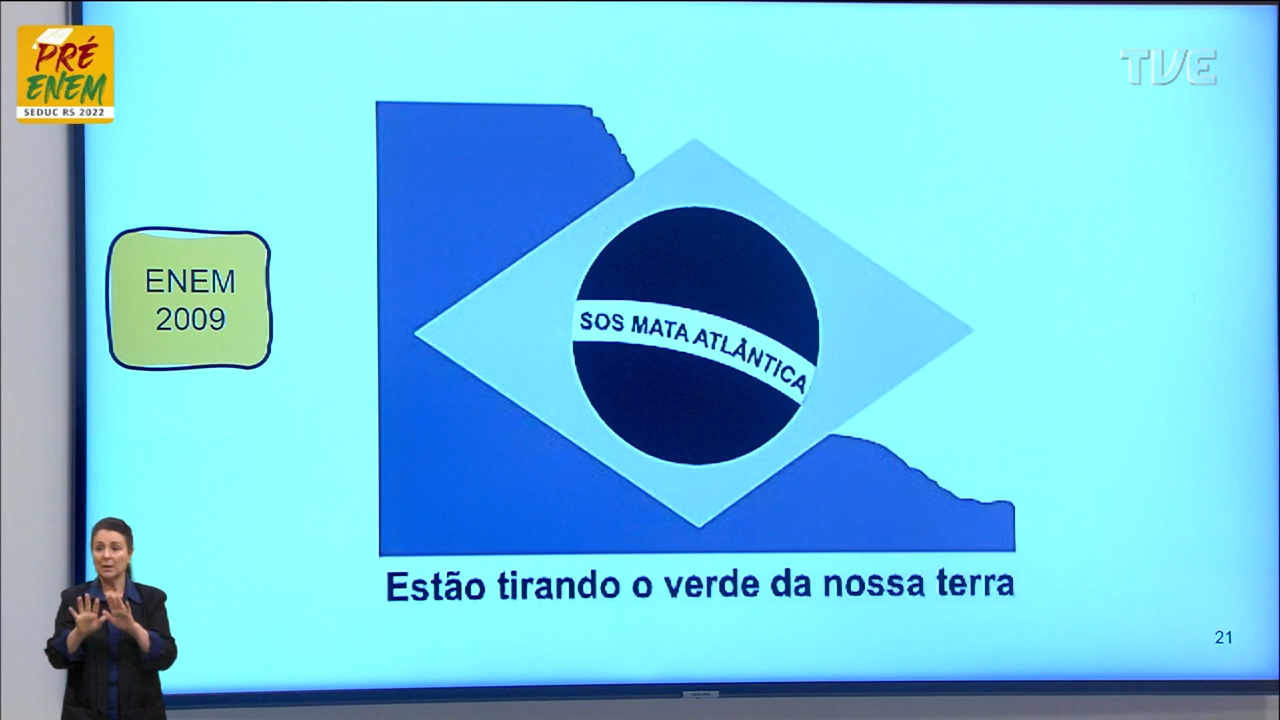 PRÉ
ENEM
SEDUC RS 2022
TVE
ENEM
2009
SOS MATA ATLÂNTICA
Estão tirando o verde da nossa terra
21